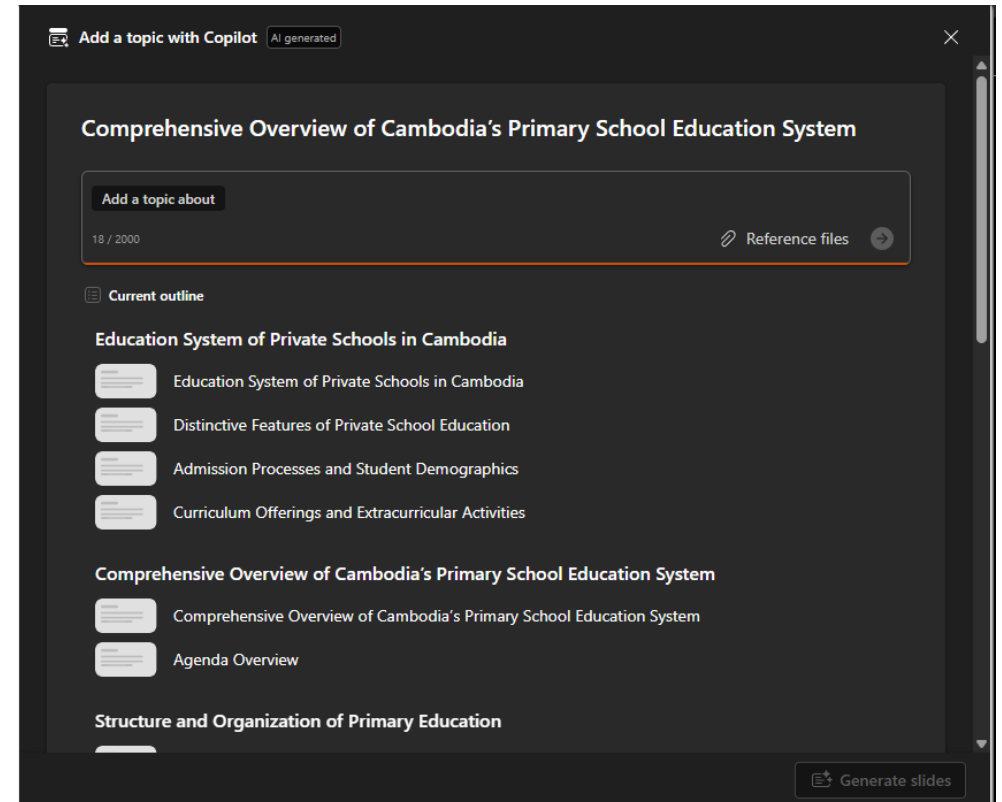 Add a topic with Copilot AI generated
Comprehensive Overview of Cambodia’s Primary School Education System
Add a topic about
18 / 2000
Reference files
Current outline
Education System of Private Schools in Cambodia
Education System of Private Schools in Cambodia
Distinctive Features of Private School Education
Admission Processes and Student Demographics
Curriculum Offerings and Extracurricular Activities
Comprehensive Overview of Cambodia’s Primary School Education System
Comprehensive Overview of Cambodia’s Primary School Education System
Agenda Overview
Structure and Organization of Primary Education
Generate slides